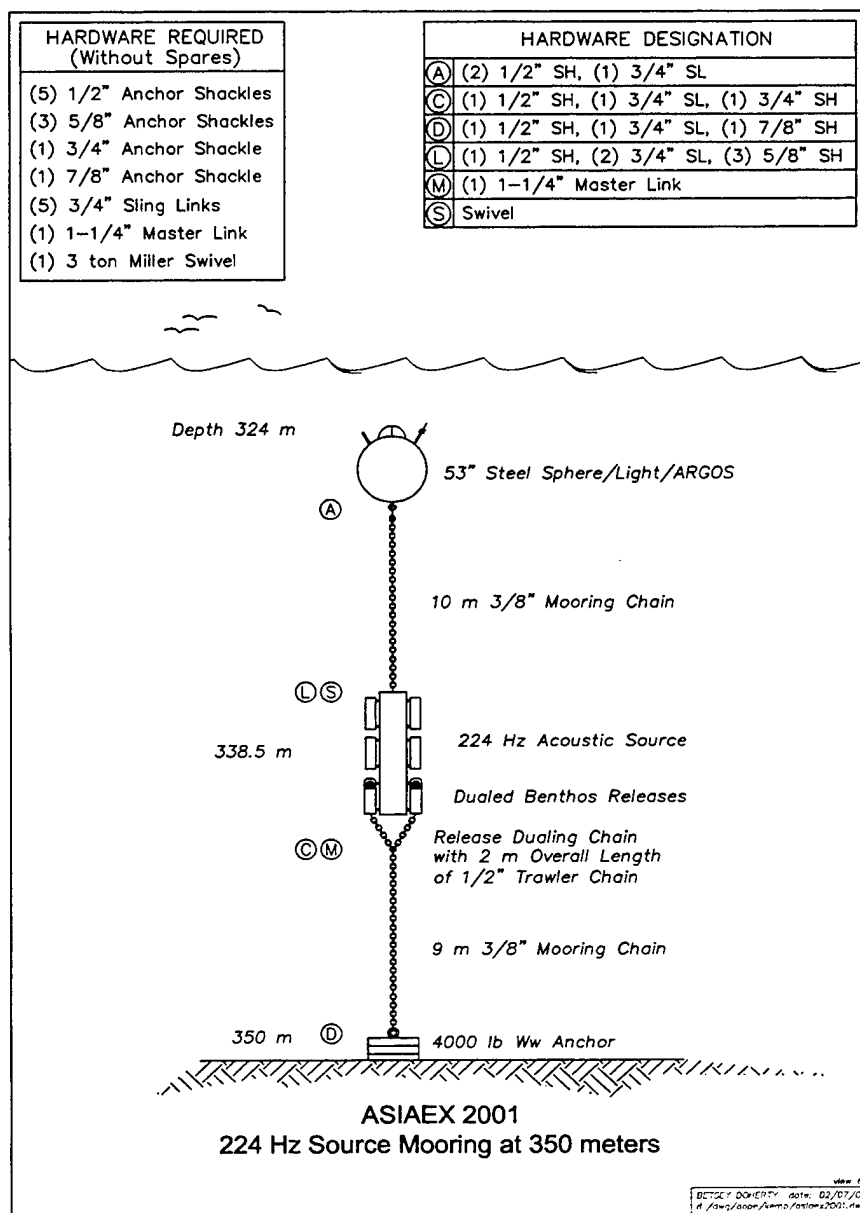 HARDWARE REQUIRED
(Without Spares)
(5) 1/2" Anchor Shackles
(3) 5/8" Anchor Shackles
(1) 3/4" Anchor Shackle
(1) 7/8" Anchor Shackle
(5) 3/4" Sling Links
(1) 1-1/4" Master Link
(1) 3 ton Miller Swivel
HARDWARE DESIGNATION
A (2) 1/2" SH, (1) 3/4" SL
C (1) 1/2" SH, (1) 3/4" SL, (1) 3/4" SH
D (1) 1/2" SH, (1) 3/4" SL, (1) 7/8" SH
L (1) 1/2" SH, (2) 3/4" SL, (3) 5/8" SH
M (1) 1-1/4" Master Link
S Swivel
Depth 324 m
53" Steel Sphere/Light/ARGOS
A
10 m 3/8" Mooring Chain
L S
338.5 m
224 Hz Acoustic Source
Dualed Benthos Releases
C M
Release Dualing Chain
with 2 m Overall Length
of 1/2" Trawler Chain
9 m 3/8" Mooring Chain
350 m
D
4000 lb Ww Anchor
ASIAEX 2001
224 Hz Source Mooring at 350 meters
view
BETSEY DOHERTY date: 02/07/0